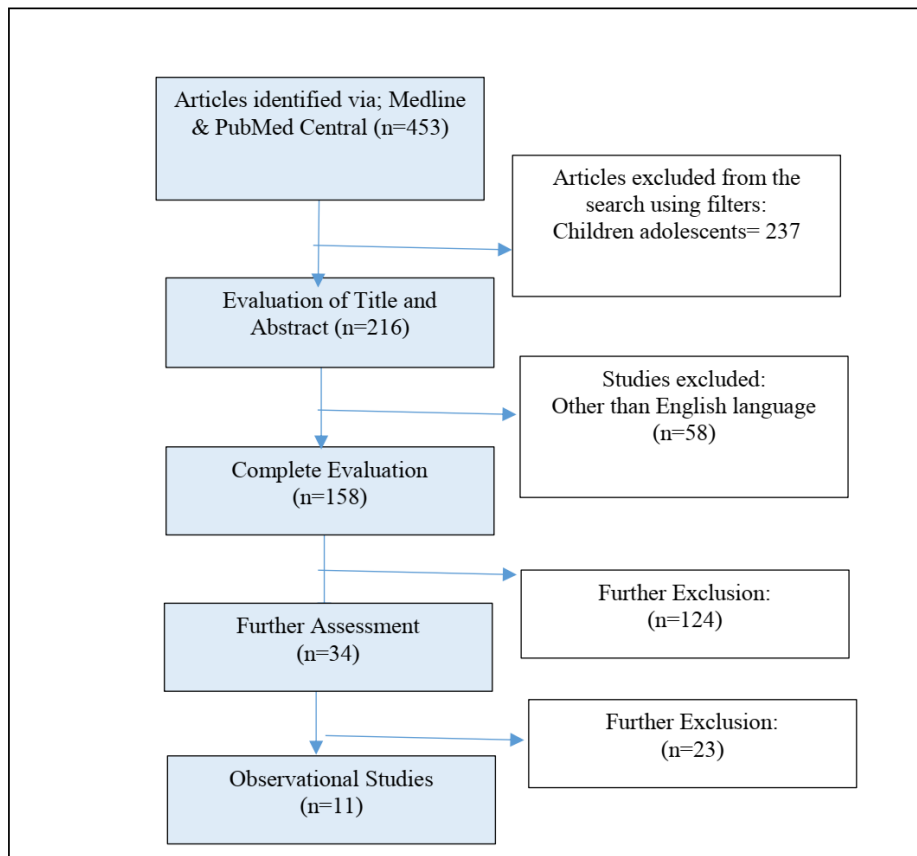 Articles identified via; Medline
& PubMed Central (n=453)
Articles excluded from the
search using filters:
Children adolescents= 237
Evaluation of Title and
Abstract (n=216)
Studies excluded:
Other than English language
(n=58)
Complete Evaluation
(n=158)
Further Exclusion:
(n=124)
Further Assessment
(n=34)
Further Exclusion:
(n=23)
Observational Studies
(n=11)